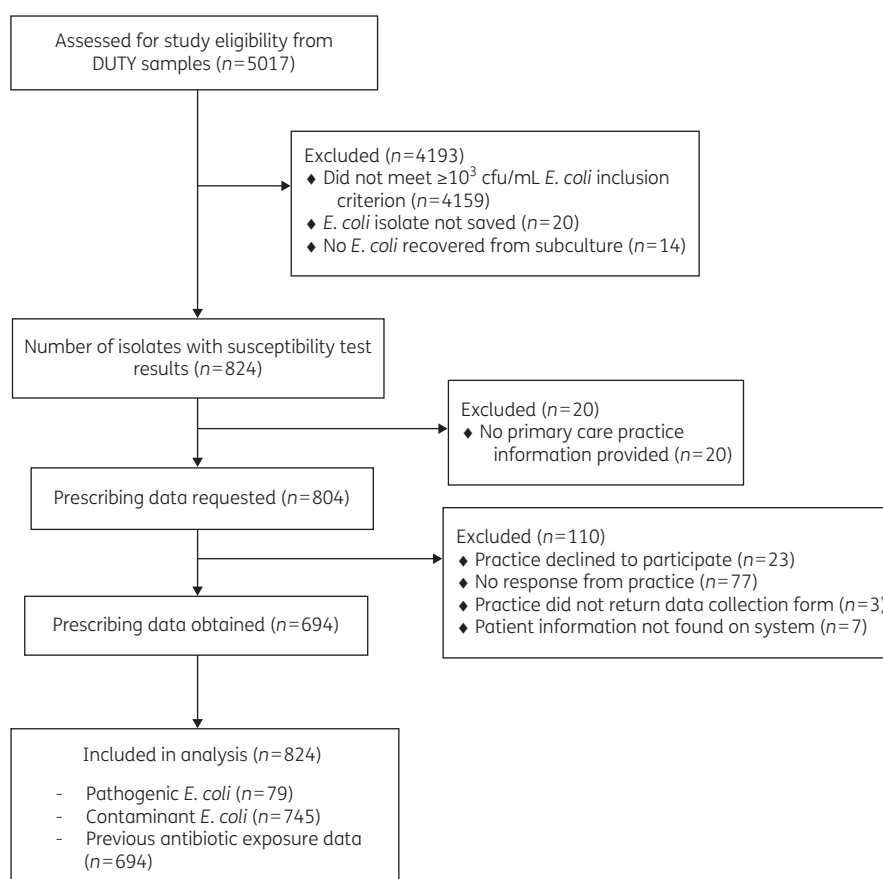 Assessed for study eligibility from
DUTY samples (n=5017)
Excluded (n=4193)
♦ Did not meet ≥10³ cfu/mL E. coli inclusion
criterion (n=4159)
♦ E. coli isolate not saved (n=20)
♦ No E. coli recovered from subculture (n=14)
Number of isolates with susceptibility test
results (n=824)
Excluded (n=20)
♦ No primary care practice
information provided (n=20)
Prescribing data requested (n=804)
Excluded (n=110)
♦ Practice declined to participate (n=23)
♦ No response from practice (n=77)
♦ Practice did not return data collection form (n=3)
♦ Patient information not found on system (n=7)
Prescribing data obtained (n=694)
Included in analysis (n=824)
- Pathogenic E. coli (n=79)
- Contaminant E. coli (n=745)
- Previous antibiotic exposure data
(n=694)